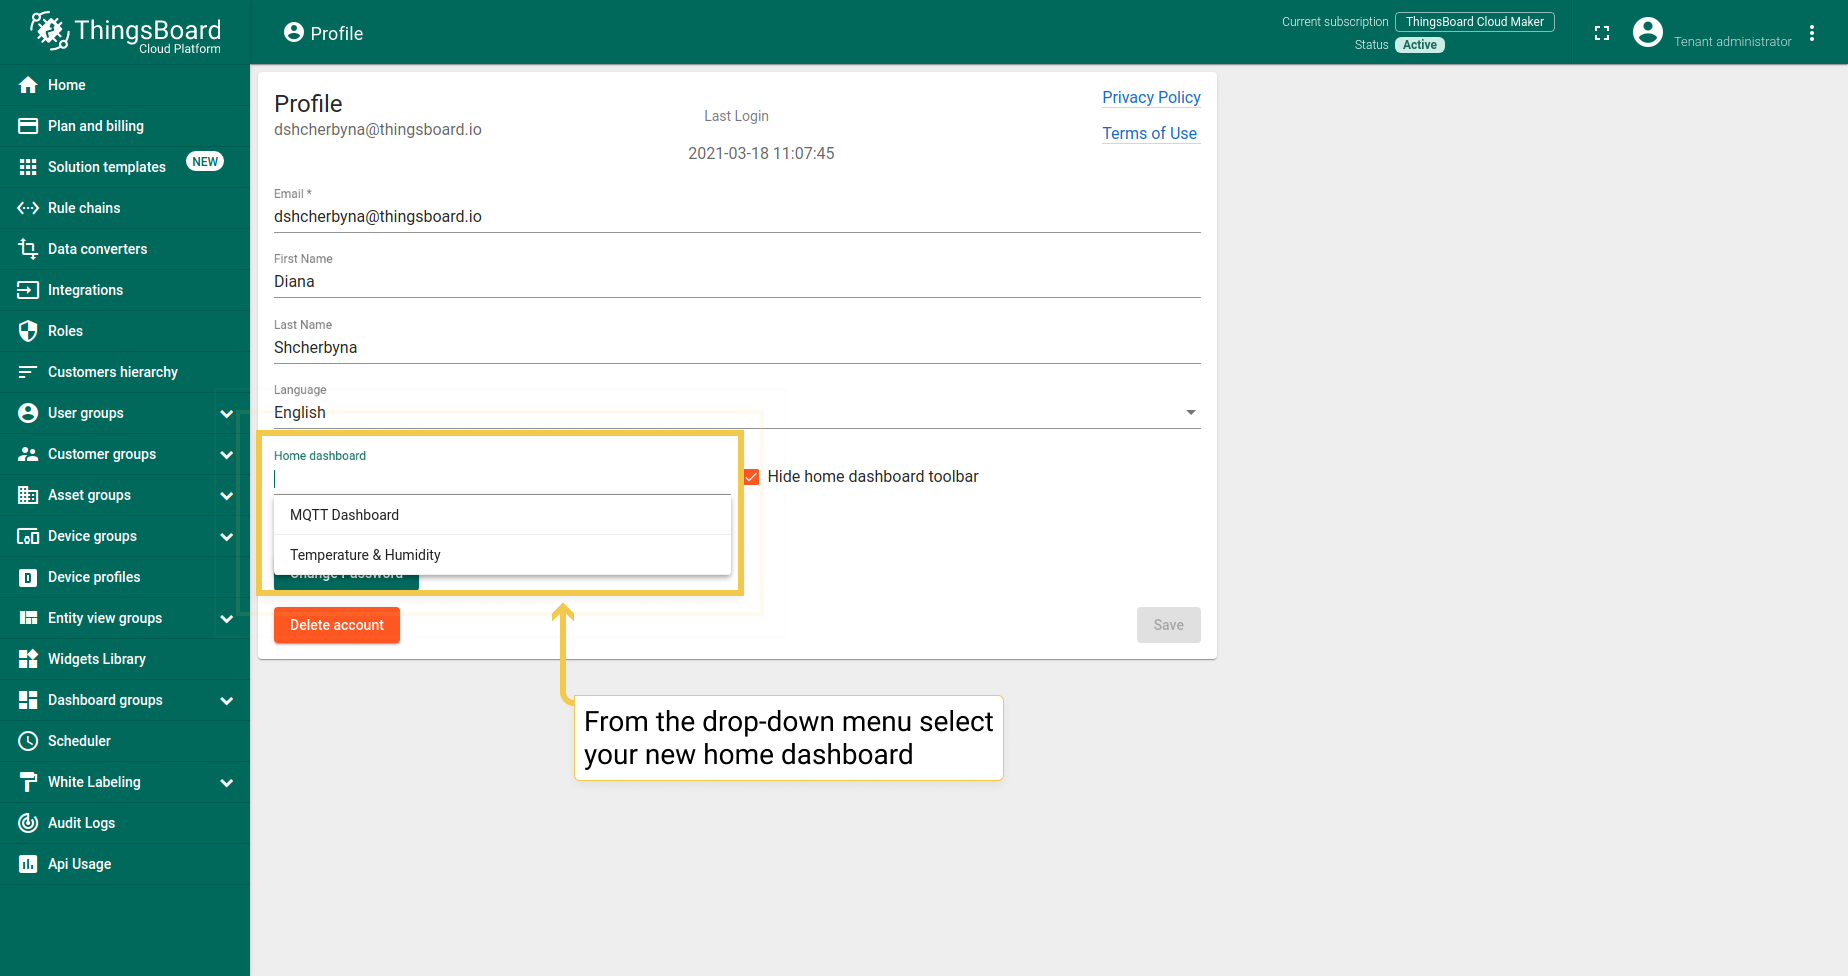 ThingsBoard
Cloud Platform
Profile
Current subscription ThingsBoard Cloud Maker
Status Active
Tenant administrator
Home
Plan and billing
Solution templates NEW
Rule chains
Data converters
Integrations
Roles
Customers hierarchy
User groups
Customer groups
Asset groups
Device groups
Device profiles
Entity view groups
Widgets Library
Dashboard groups
Scheduler
White Labeling
Audit Logs
Api Usage
Profile
dshcherbyna@thingsboard.io
Last Login
2021-03-18 11:07:45
Privacy Policy
Terms of Use
Email *
dshcherbyna@thingsboard.io
First Name
Diana
Last Name
Shcherbyna
Language
English
Home dashboard
Hide home dashboard toolbar
MQTT Dashboard
Temperature & Humidity
Change Password
Delete account
Save
From the drop-down menu select
your new home dashboard